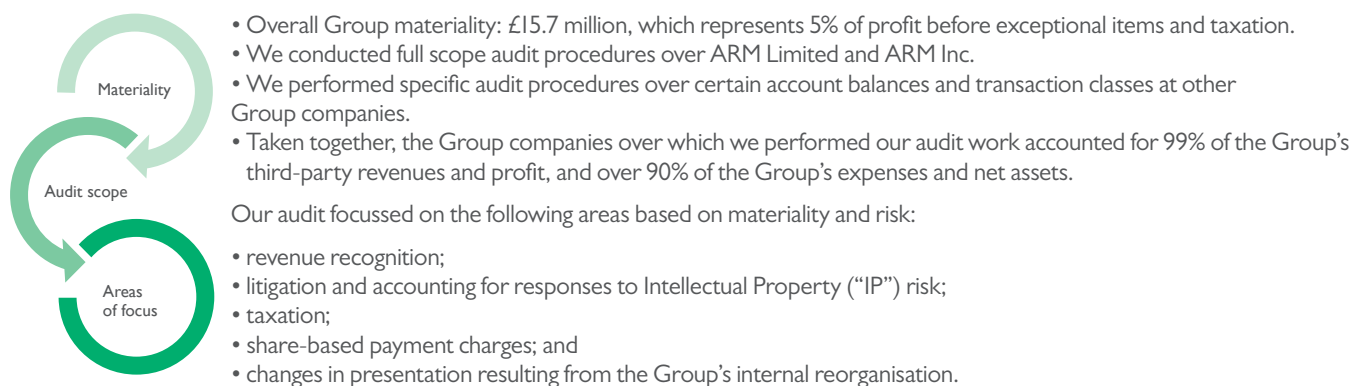 Materiality
Audit scope
Areas
of focus
• Overall Group materiality: £15.7 million, which represents 5% of profit before exceptional items and taxation.
• We conducted full scope audit procedures over ARM Limited and ARM Inc.
• We performed specific audit procedures over certain account balances and transaction classes at other
Group companies.
• Taken together, the Group companies over which we performed our audit work accounted for 99% of the Group’s
third-party revenues and profit, and over 90% of the Group’s expenses and net assets.
Our audit focussed on the following areas based on materiality and risk:
• revenue recognition;
• litigation and accounting for responses to Intellectual Property (“IP”) risk;
• taxation;
• share-based payment charges; and
• changes in presentation resulting from the Group’s internal reorganisation.